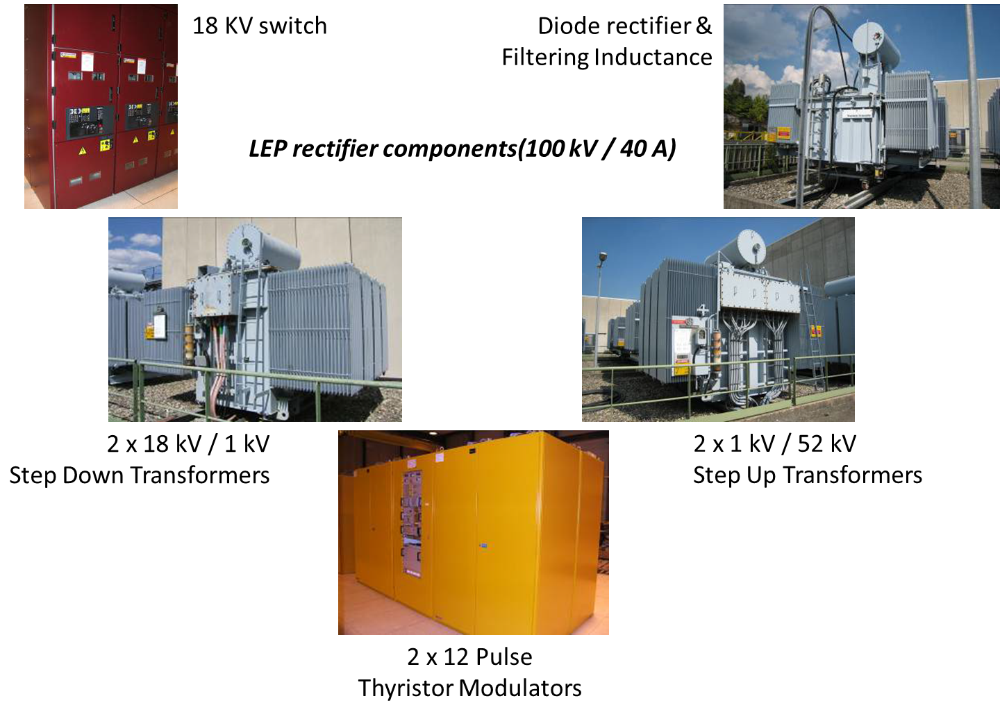 18 KV switch
Diode rectifier &
Filtering Inductance
LEP rectifier components(100 kV / 40 A)
2 x 18 kV / 1 kV
Step Down Transformers
2 x 1 kV / 52 kV
Step Up Transformers
2 x 12 Pulse
Thyristor Modulators